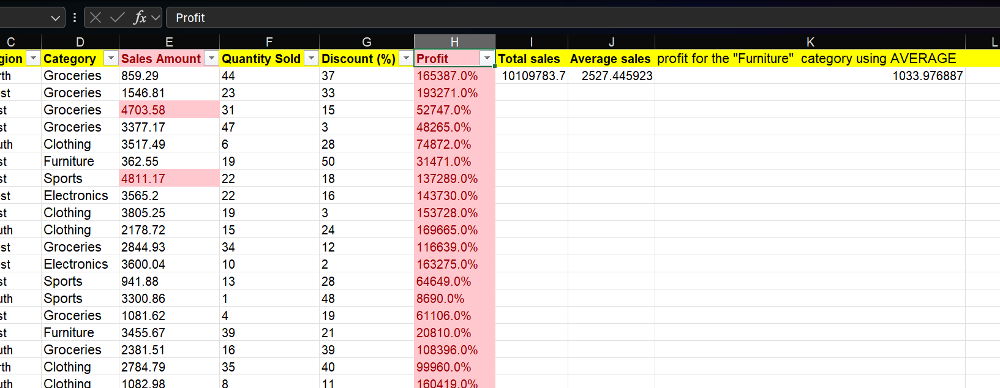 fx Profit
C D E F G H I J K L
gion Category Sales Amount Quantity Sold Discount (%) Profit Total sales Average sales profit for the "Furniture" category using AVERAGE
rth Groceries 859.29 44 37 165387.0% 10109783.7 2527.445923 1033.976887
st Groceries 1546.81 23 33 193271.0%
st Groceries 4703.58 31 15 52747.0%
st Groceries 3377.17 47 3 48265.0%
uth Clothing 3517.49 6 28 74872.0%
st Furniture 362.55 19 50 31471.0%
st Sports 4811.17 22 18 137289.0%
st Electronics 3565.2 22 16 143730.0%
st Clothing 3805.25 19 3 153728.0%
uth Clothing 2178.72 15 24 169665.0%
st Groceries 2844.93 34 12 116639.0%
st Electronics 3600.04 10 2 163275.0%
st Sports 941.88 13 28 64649.0%
uth Sports 3300.86 1 48 8690.0%
st Groceries 1081.62 4 19 61106.0%
st Furniture 3455.67 39 21 20810.0%
uth Groceries 2381.51 16 39 108396.0%
rth Clothing 2784.79 35 40 99960.0%
uth Clothing 1082.98 8 11 160419.0%